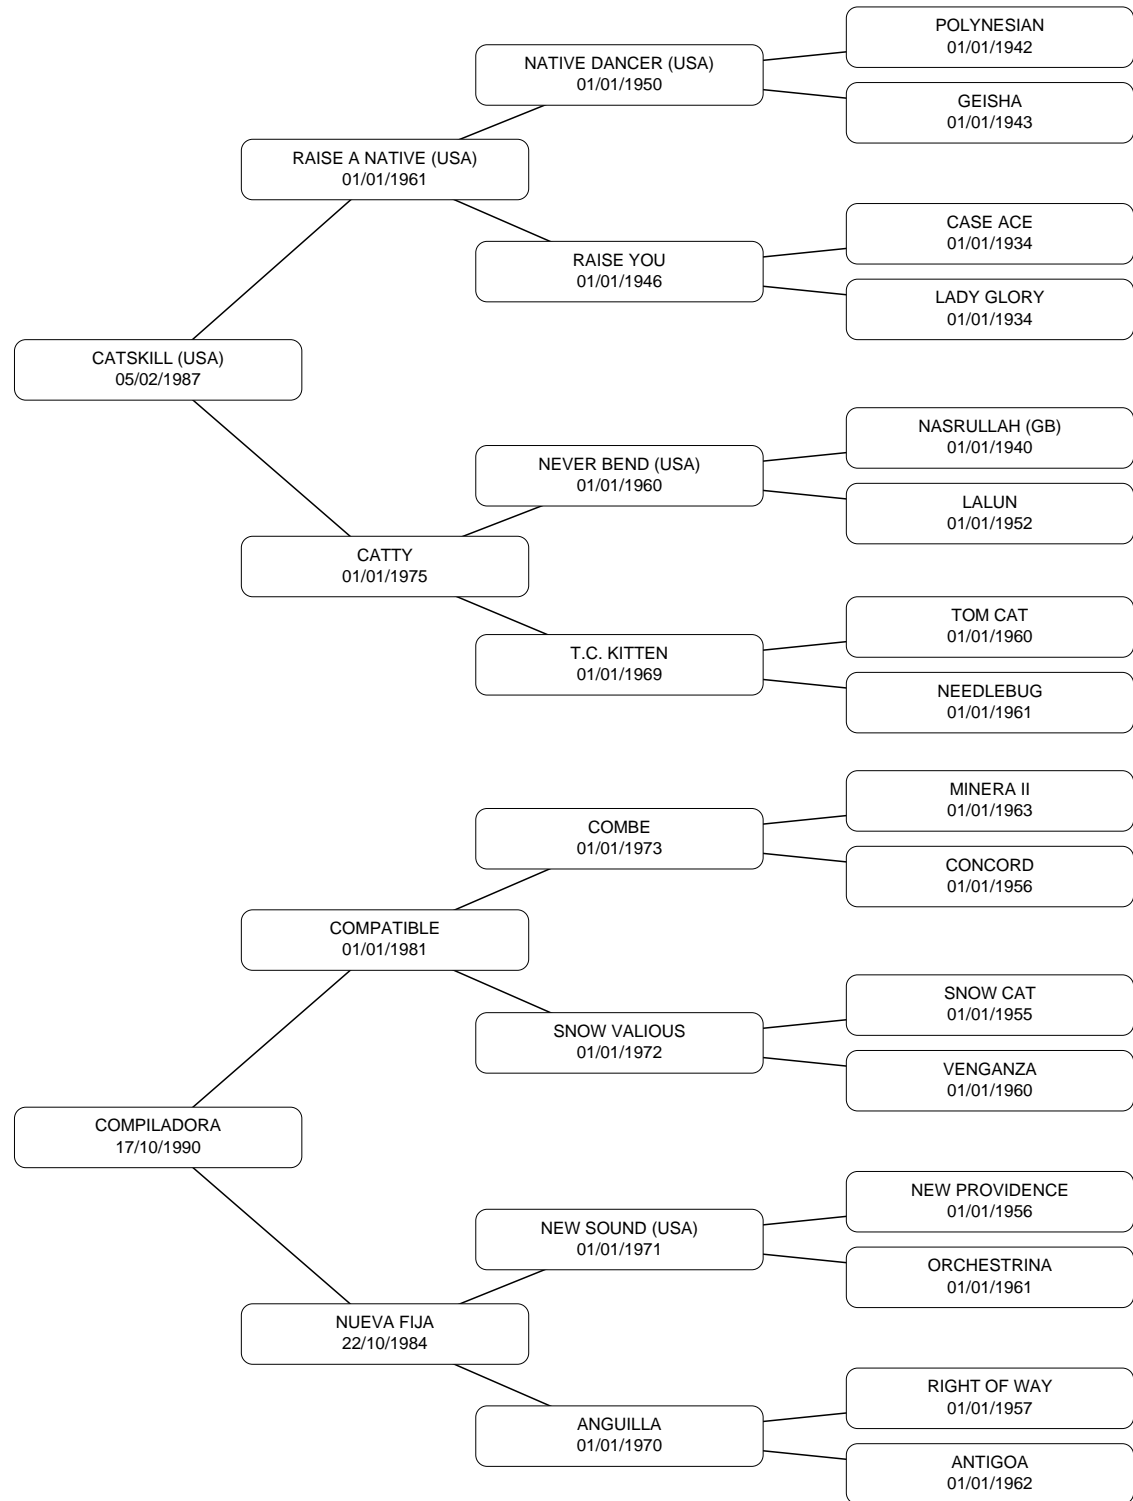 POLYNESIAN
01/01/1942
NATIVE DANCER (USA)
01/01/1950
GEISHA
01/01/1943
RAISE A NATIVE (USA)
01/01/1961
CASE ACE
01/01/1934
RAISE YOU
01/01/1946
LADY GLORY
01/01/1934
CATSKILL (USA)
05/02/1987
NASRULLAH (GB)
01/01/1940
NEVER BEND (USA)
01/01/1960
LALUN
01/01/1952
CATTY
01/01/1975
TOM CAT
01/01/1960
T.C. KITTEN
01/01/1969
NEEDLEBUG
01/01/1961
MINERA II
01/01/1963
COMBE
01/01/1973
CONCORD
01/01/1956
COMPATIBLE
01/01/1981
SNOW CAT
01/01/1955
SNOW VALIOUS
01/01/1972
VENGANZA
01/01/1960
COMPILADORA
17/10/1990
NEW PROVIDENCE
01/01/1956
NEW SOUND (USA)
01/01/1971
ORCHESTRINA
01/01/1961
NUEVA FIJA
22/10/1984
RIGHT OF WAY
01/01/1957
ANGUILLA
01/01/1970
ANTIGOA
01/01/1962